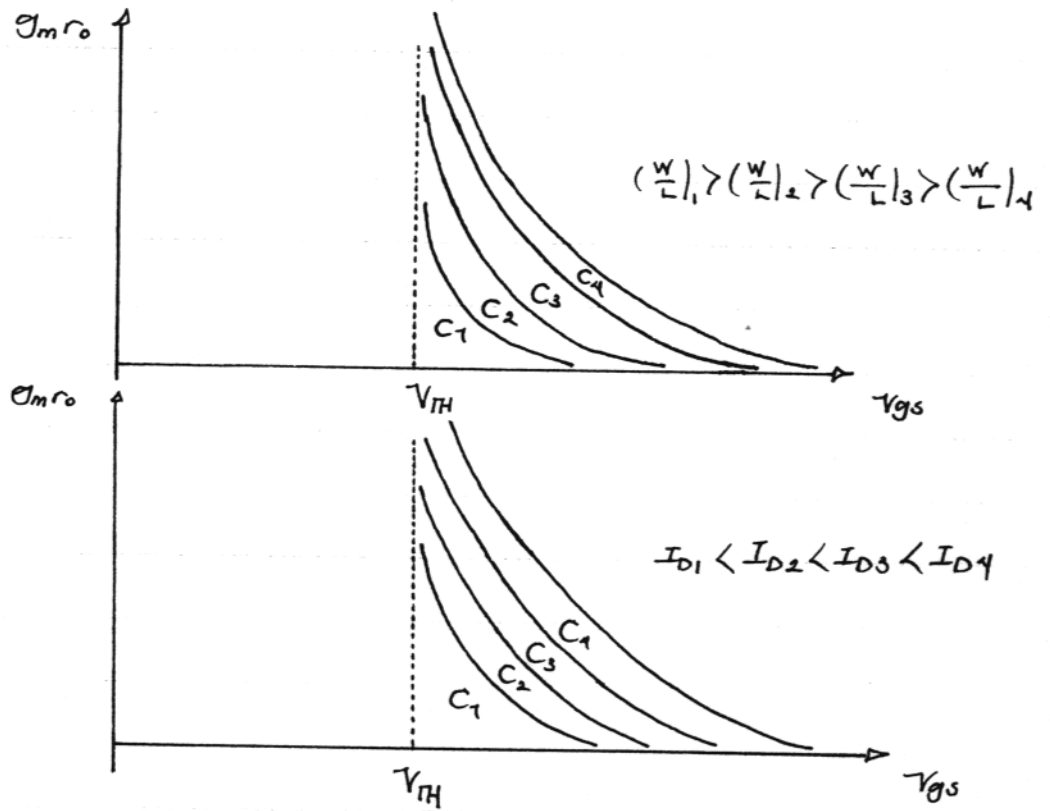 gmro
(W/L)1 > (W/L)2 > (W/L)3 > (W/L)4
C4
C3
C2
C1
VTH
Vgs
gmro
ID1 < ID2 < ID3 < ID4
C4
C3
C2
C1
VTH
Vgs